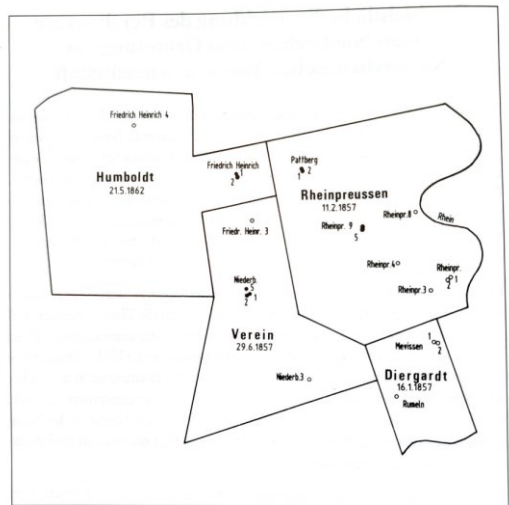 Friedrich Heinrich 4
Humboldt
21.5.1862
Friedrich Heinrich
1
2
Pattberg
2
1
Rheinpreussen
11.2.1857
Rheinpr.8
Rhein
Rheinpr. 9
5
Friedr. Heinr. 3
Rheinpr.4
Rheinpr.
1
2
Rheinpr.3
Niederb.
5
1
2
Verein
29.6.1857
Niederb.3
1
Mevissen
2
Diergardt
16.1.1857
Rumeln